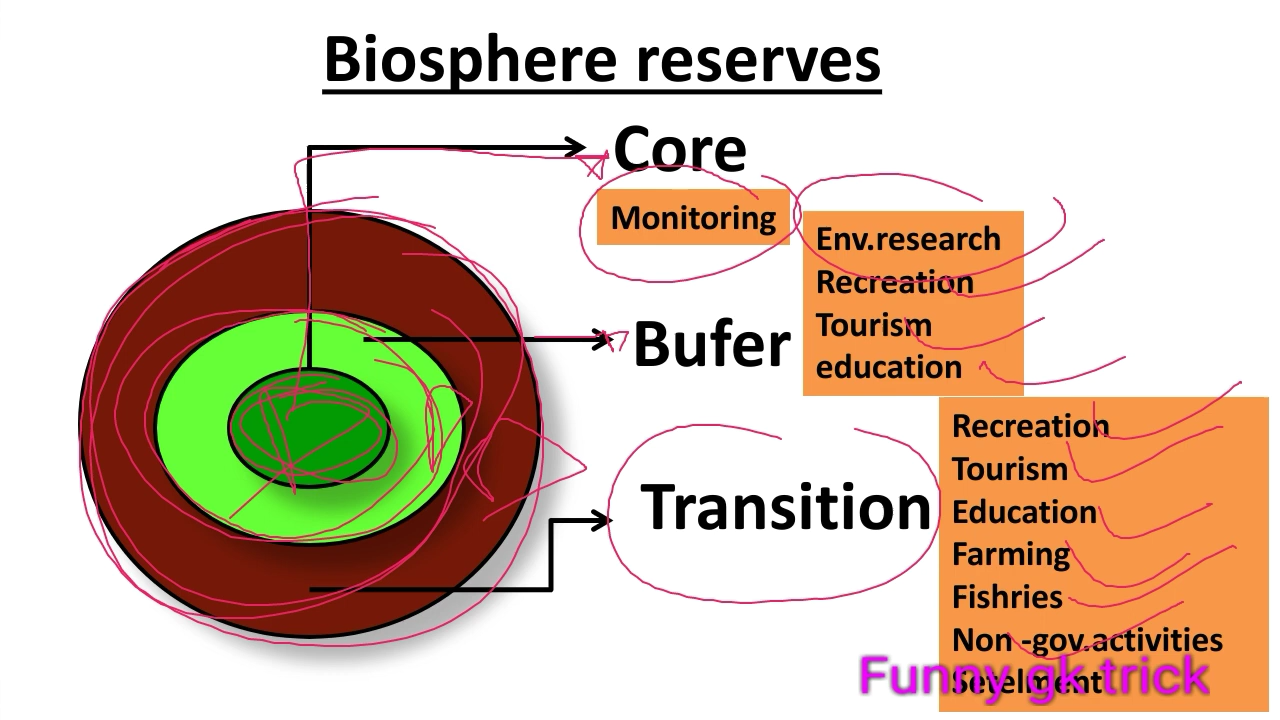 Biosphere reserves
Core
Monitoring
Env.research
Recreation
Tourism
education
Bufer
Transition
Recreation
Tourism
Education
Farming
Fishries
Non -gov.activities
Setelment
Funny gk trick